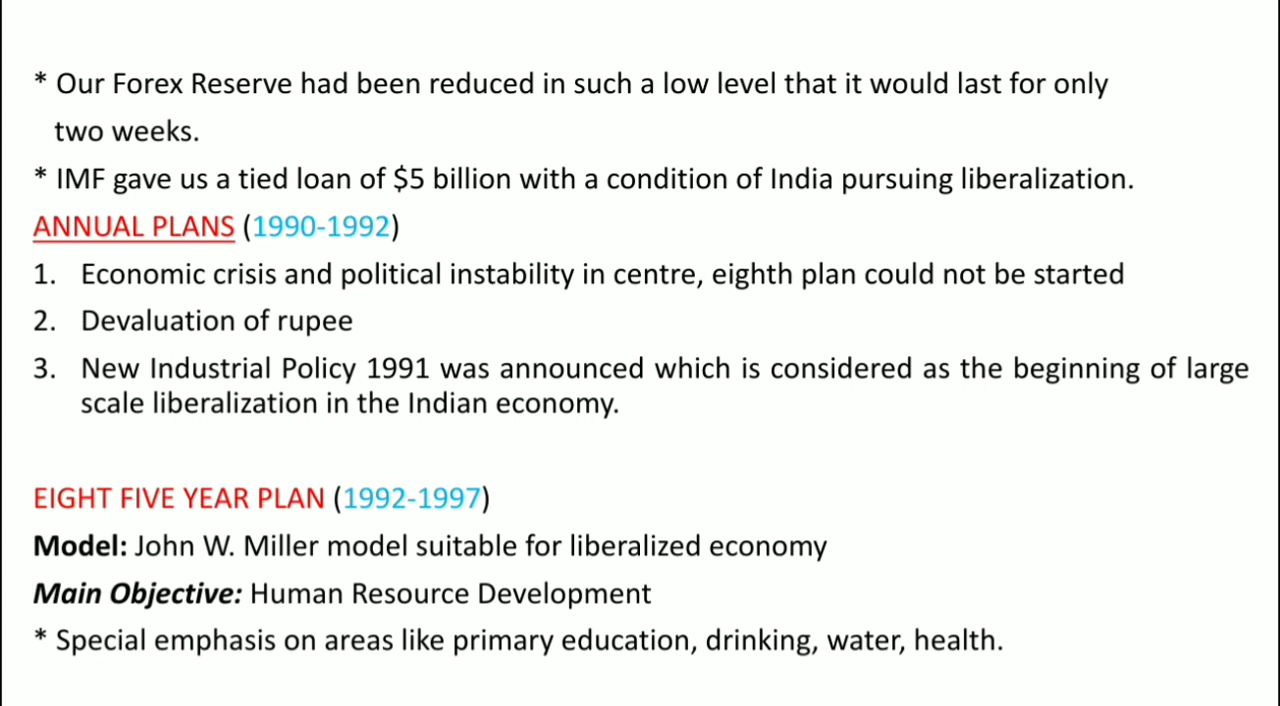 * Our Forex Reserve had been reduced in such a low level that it would last for only
two weeks.
* IMF gave us a tied loan of $5 billion with a condition of India pursuing liberalization.
ANNUAL PLANS (1990-1992)
1. Economic crisis and political instability in centre, eighth plan could not be started
2. Devaluation of rupee
3. New Industrial Policy 1991 was announced which is considered as the beginning of large
scale liberalization in the Indian economy.
EIGHT FIVE YEAR PLAN (1992-1997)
Model: John W. Miller model suitable for liberalized economy
Main Objective: Human Resource Development
* Special emphasis on areas like primary education, drinking, water, health.